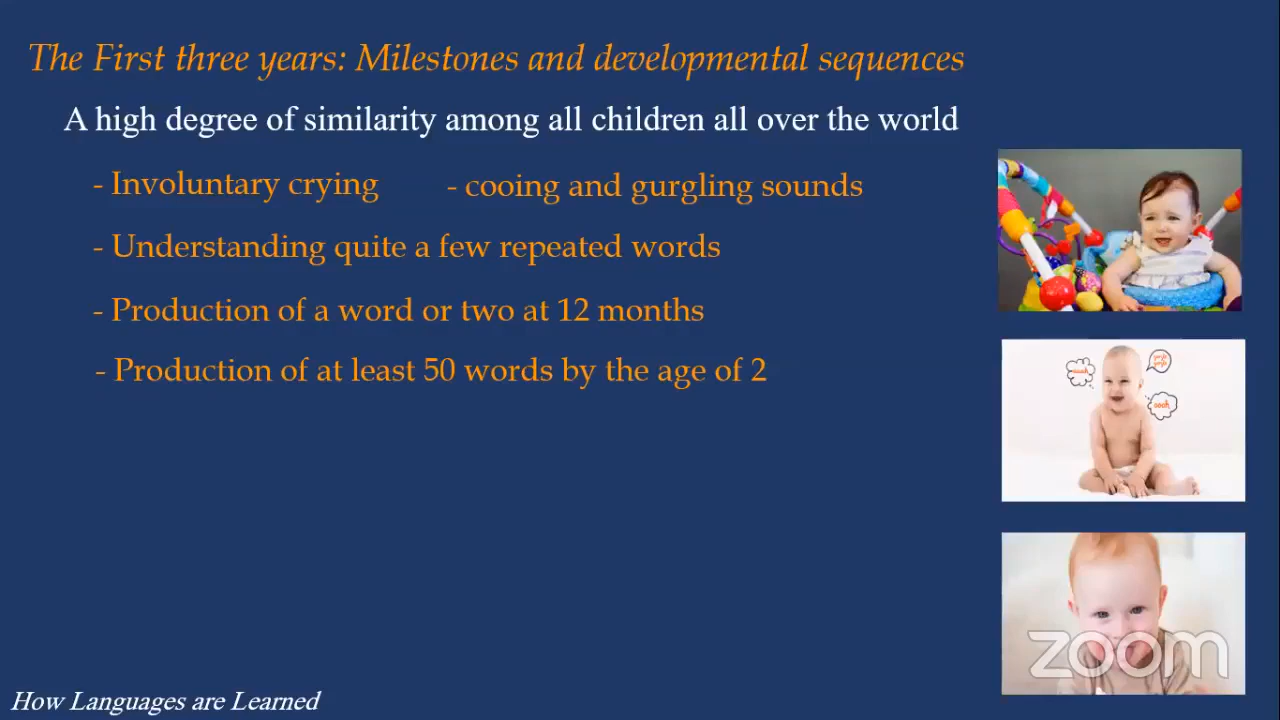 The First three years: Milestones and developmental sequences
A high degree of similarity among all children all over the world
- Involuntary crying
- cooing and gurgling sounds
- Understanding quite a few repeated words
- Production of a word or two at 12 months
- Production of at least 50 words by the age of 2
zoom
How Languages are Learned